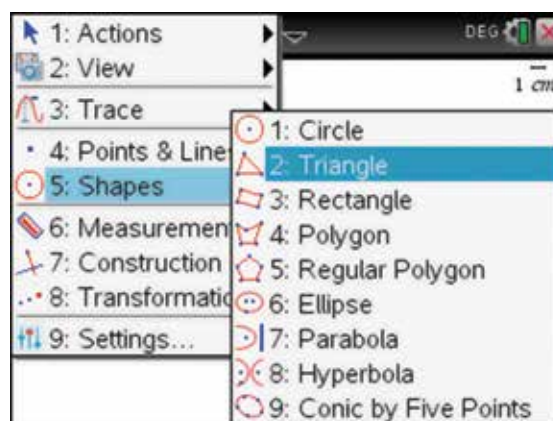 1: Actions
2: View
3: Trace
4: Points & Line
5: Shapes
6: Measuremen
7: Construction
8: Transformatio
9: Settings...
DEG
1 cm
1: Circle
2: Triangle
3: Rectangle
4: Polygon
5: Regular Polygon
6: Ellipse
7: Parabola
8: Hyperbola
9: Conic by Five Points